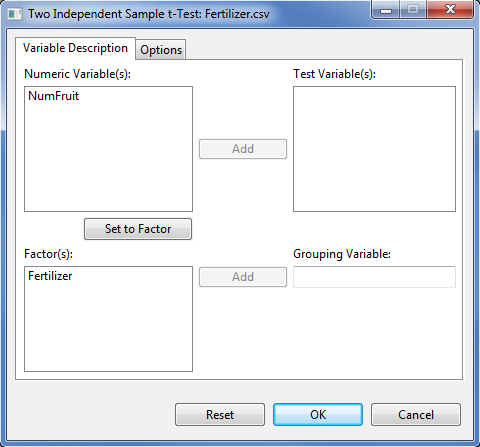 Two Independent Sample t-Test: Fertilizer.csv
Variable Description Options
Numeric Variable(s): Test Variable(s):
NumFruit
Add
Set to Factor
Factor(s): Grouping Variable:
Fertilizer Add
Reset OK Cancel